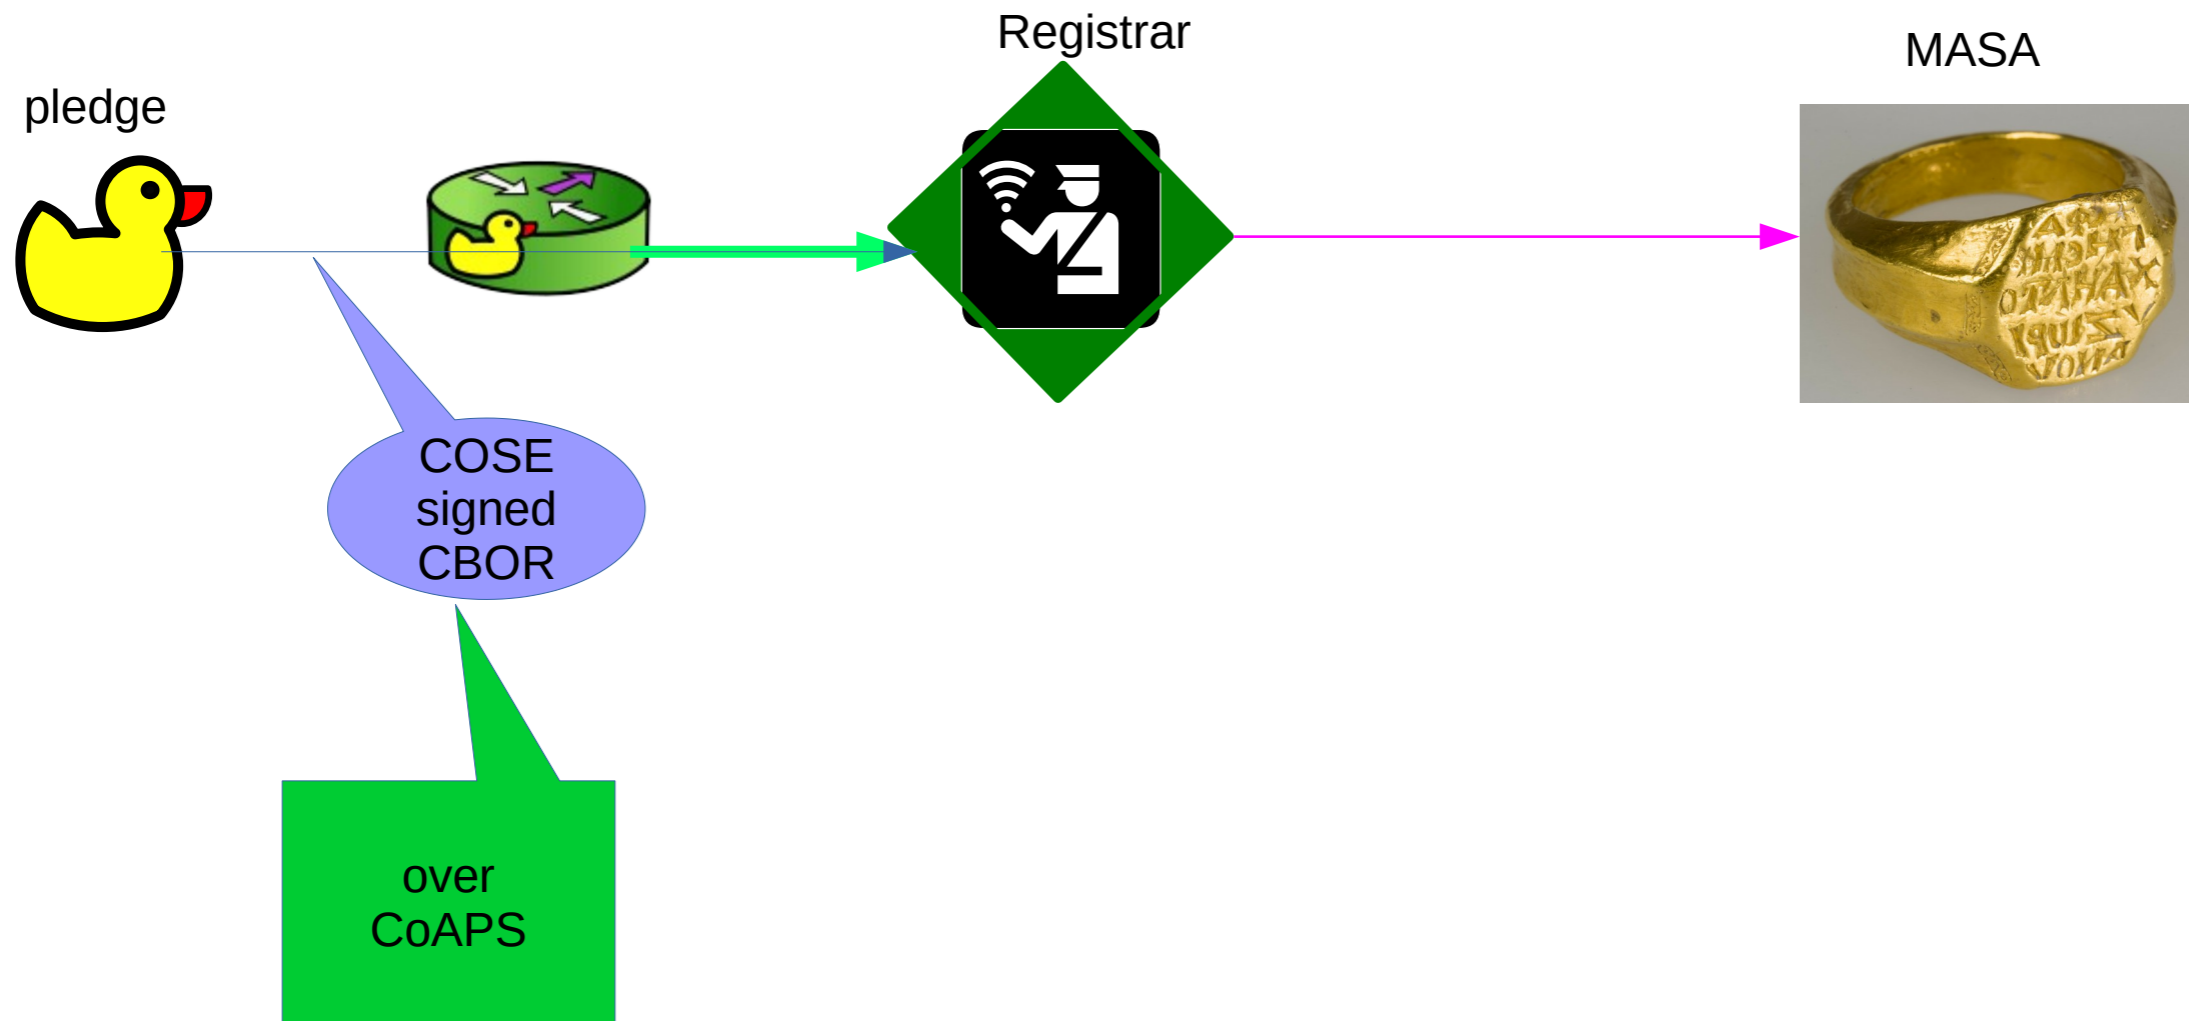 pledge
Registrar
MASA
COSE
signed
CBOR
over
CoAPS